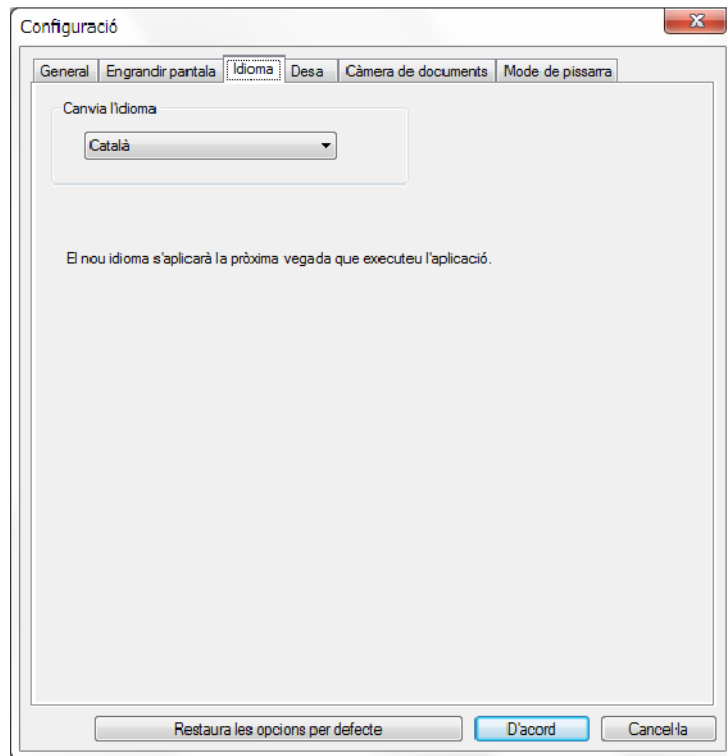 Configuració
General Engrandir pantala Idioma Desa Càmera de documents Mode de pissarra
Canvia l'idioma
Català
El nou idioma s'aplicarà la pròxima vegada que executeu l'aplicació.
Restaura les opcions per defecte D'acord Cancel·la